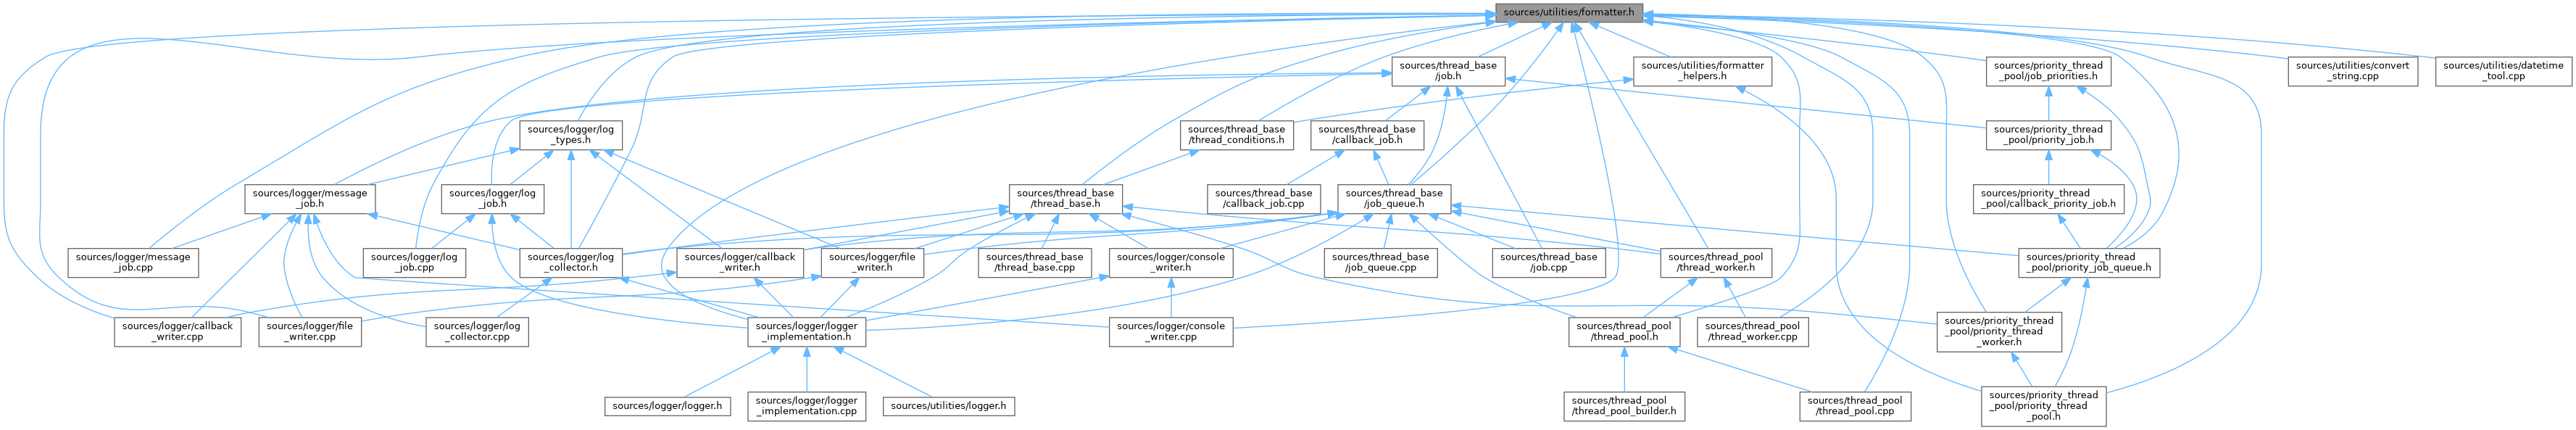 sources/utilities/formatter.h
sources/thread_base
/job.h
sources/utilities/formatter
_helpers.h
sources/priority_thread
_pool/job_priorities.h
sources/utilities/convert
_string.cpp
sources/utilities/datetime
_tool.cpp
sources/logger/log
_types.h
sources/thread_base
/thread_conditions.h
sources/thread_base
/callback_job.h
sources/priority_thread
_pool/priority_job.h
sources/logger/message
_job.h
sources/logger/log
_job.h
sources/thread_base
/thread_base.h
sources/thread_base
/callback_job.cpp
sources/thread_base
/job_queue.h
sources/priority_thread
_pool/callback_priority_job.h
sources/logger/message
_job.cpp
sources/logger/log
_job.cpp
sources/logger/log
_collector.h
sources/logger/callback
_writer.h
sources/logger/file
_writer.h
sources/thread_base
/thread_base.cpp
sources/logger/console
_writer.h
sources/thread_base
/job_queue.cpp
sources/thread_base
/job.cpp
sources/thread_pool
/thread_worker.h
sources/priority_thread
_pool/priority_job_queue.h
sources/logger/callback
_writer.cpp
sources/logger/file
_writer.cpp
sources/logger/log
_collector.cpp
sources/logger/logger
_implementation.h
sources/logger/console
_writer.cpp
sources/thread_pool
/thread_pool.h
sources/thread_pool
/thread_worker.cpp
sources/priority_thread
_pool/priority_thread
_worker.h
sources/logger/logger.h
sources/logger/logger
_implementation.cpp
sources/utilities/logger.h
sources/thread_pool
/thread_pool_builder.h
sources/thread_pool
/thread_pool.cpp
sources/priority_thread
_pool/priority_thread
_pool.h